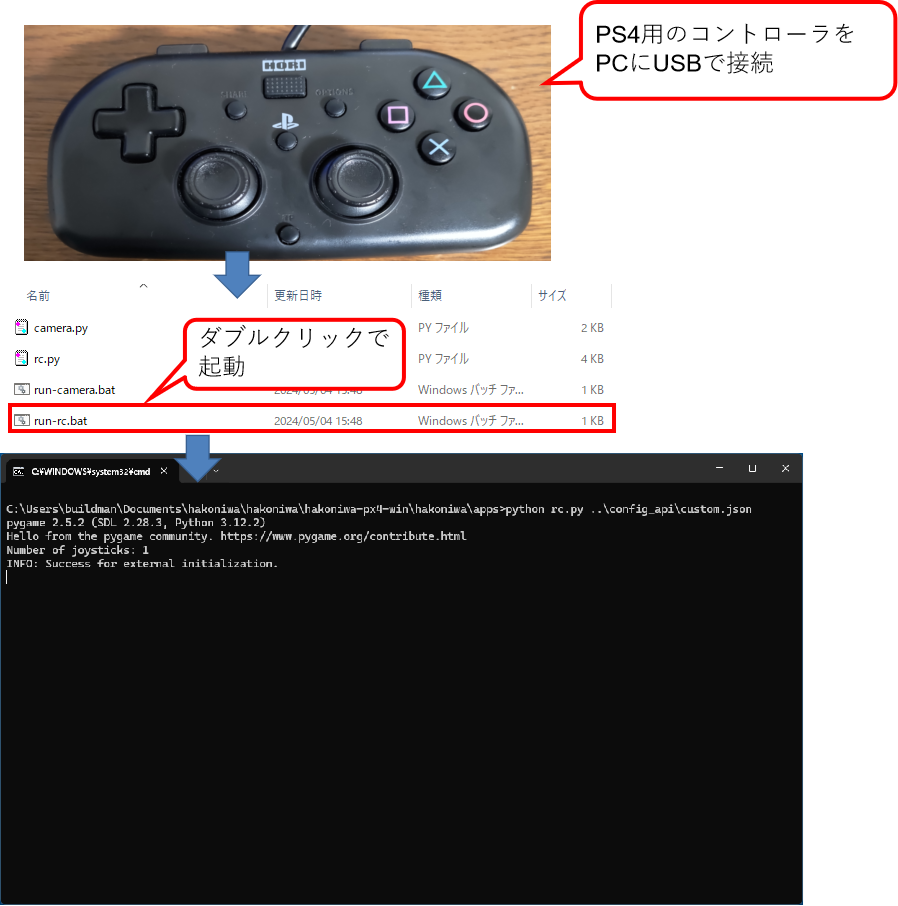 PS4用のコントローラを
PCにUSBで接続
HORI
SHARE
OPTIONS
名前 更新日時 種類 サイズ
camera.py PY ファイル 2 KB
ダブルクリックで
起動
rc.py PY ファイル 4 KB
run-camera.bat 2024/05/04 15:48 Windows バッチ ファ... 1 KB
run-rc.bat 2024/05/04 15:48 Windows バッチ ファ... 1 KB
C:¥WINDOWS¥system32¥cmd
C:\Users\buildman\Documents\hakoniwa\hakoniwa\hakoniwa-px4-win\hakoniwa\apps>python rc.py ..\config_api\custom.json
pygame 2.5.2 (SDL 2.28.3, Python 3.12.2)
Hello from the pygame community. https://www.pygame.org/contribute.html
Number of joysticks: 1
INFO: Success for external initialization.